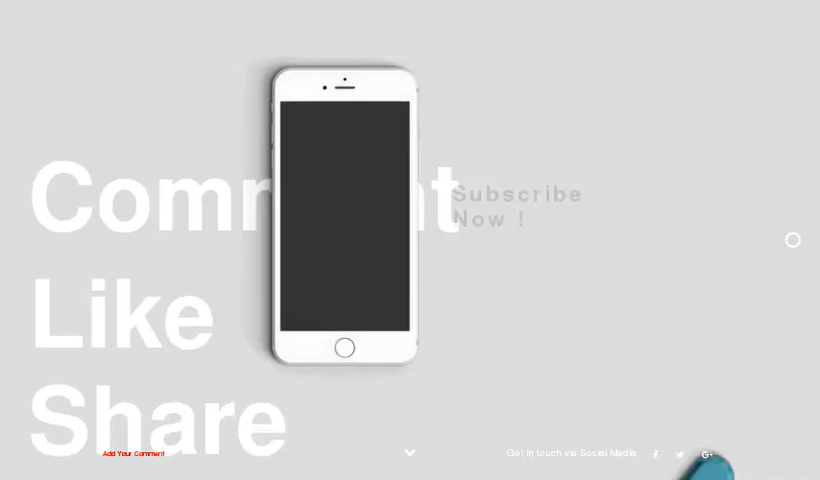 Comment
Subscribe
Now !
Like
Share
Add Your Comment
Get in touch via Social Media